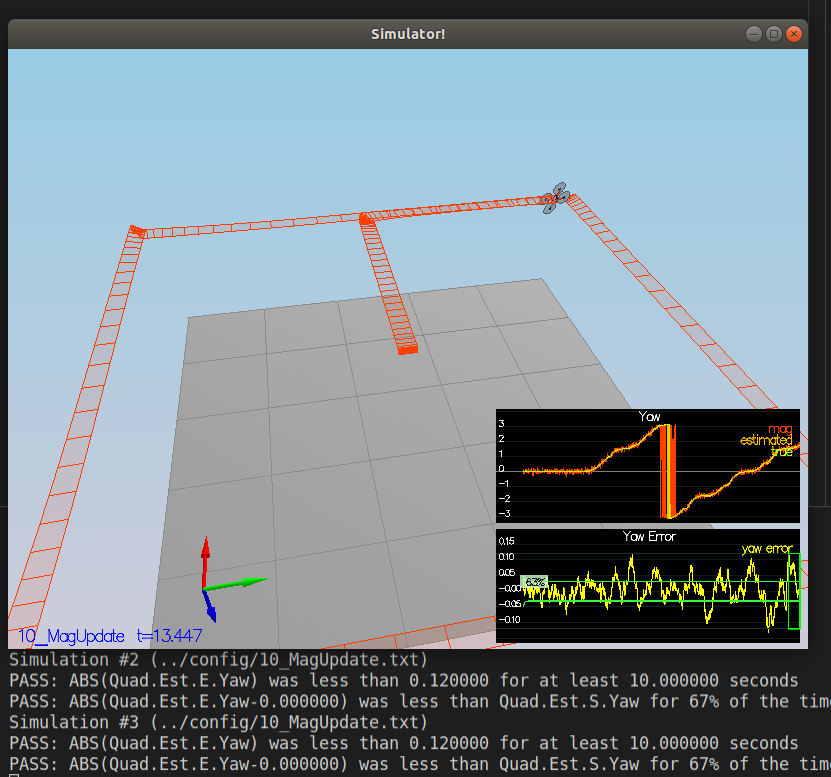 Simulator!
Yaw
3
2
1
0
-1
-2
-3
mag
estimated
true
Yaw Error
0.15
0.10
0.05
-0.00
-0.05
-0.10
yaw error
63%
10_MagUpdate t=13.447
Simulation #2 (../config/10_MagUpdate.txt)
PASS: ABS(Quad.Est.E.Yaw) was less than 0.120000 for at least 10.000000 seconds
PASS: ABS(Quad.Est.E.Yaw-0.000000) was less than Quad.Est.S.Yaw for 67% of the time
Simulation #3 (../config/10_MagUpdate.txt)
PASS: ABS(Quad.Est.E.Yaw) was less than 0.120000 for at least 10.000000 seconds
PASS: ABS(Quad.Est.E.Yaw-0.000000) was less than Quad.Est.S.Yaw for 67% of the time